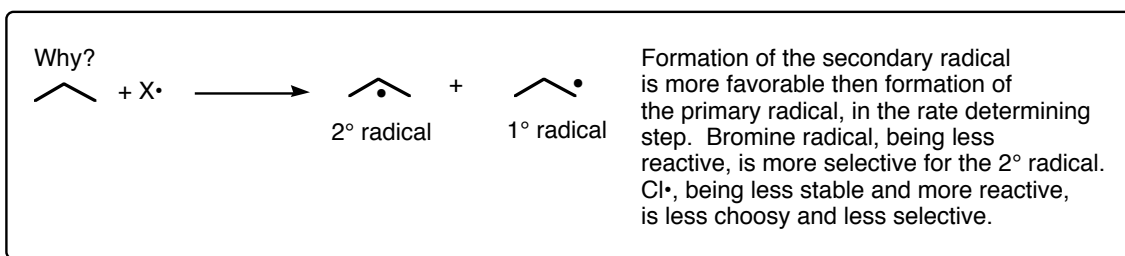 Why?
+ X•
+
2° radical
1° radical
Formation of the secondary radical
is more favorable then formation of
the primary radical, in the rate determining
step. Bromine radical, being less
reactive, is more selective for the 2° radical.
Cl•, being less stable and more reactive,
is less choosy and less selective.